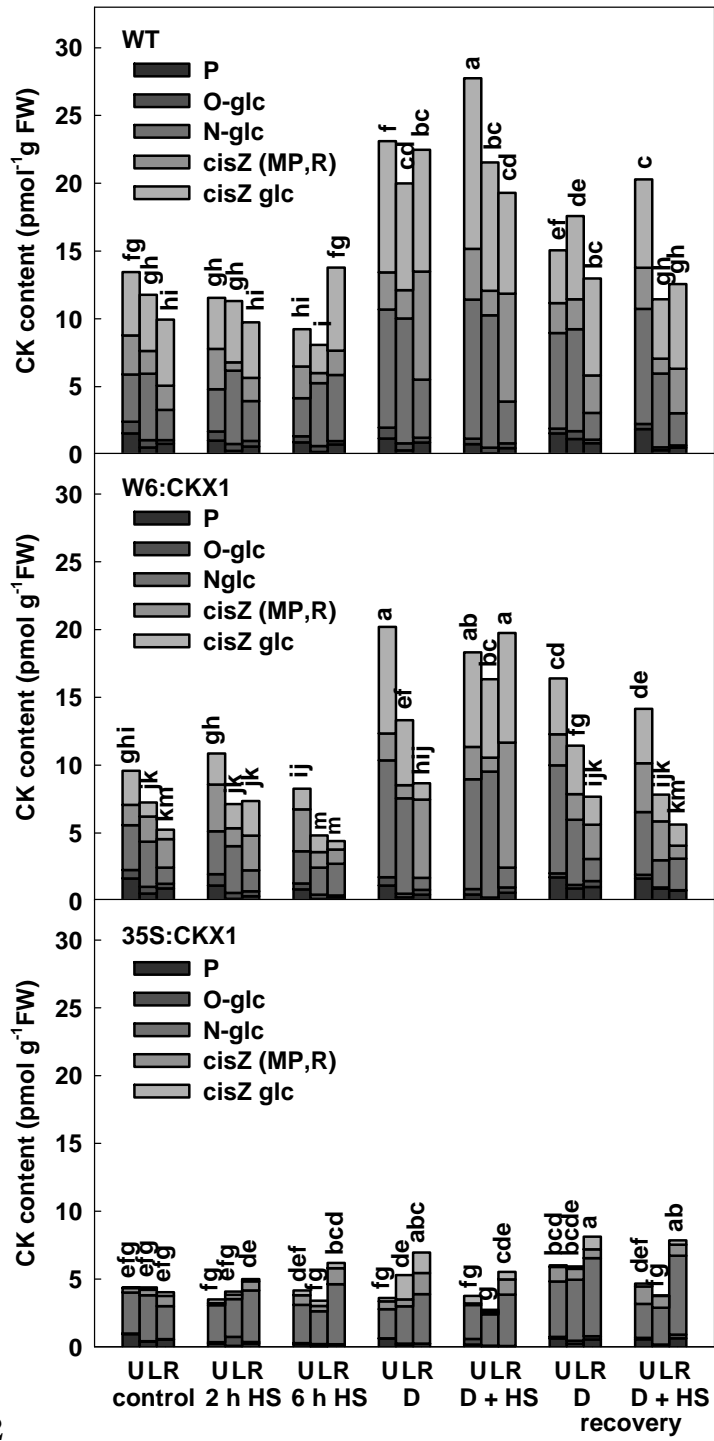 WT
P
O-glc
N-glc
cisZ (MP,R)
cisZ glc
CK content (pmol⁻¹g FW)
30
25
20
15
10
5
0
fg gh hi
gh gh hi
hi i fg
f cd bc
a bc cd
ef de bc
c gh gh
W6:CKX1
P
O-glc
Nglc
cisZ (MP,R)
cisZ glc
CK content (pmol g⁻¹FW)
30
25
20
15
10
5
0
ghi jk km
gh jk jk
ij m m
a ef hij
ab bc a
cd fg ijk
de ijk km
35S:CKX1
P
O-glc
N-glc
cisZ (MP,R)
cisZ glc
CK content (pmol g⁻¹FW)
30
25
20
15
10
5
0
efg efg efg
fg efg de
def fg bcd
fg de abc
fg g cde
bcd bcde a
def fg ab
ULR ULR ULR ULR ULR ULR ULR
control 2 h HS 6 h HS D D + HS D D + HS
recovery